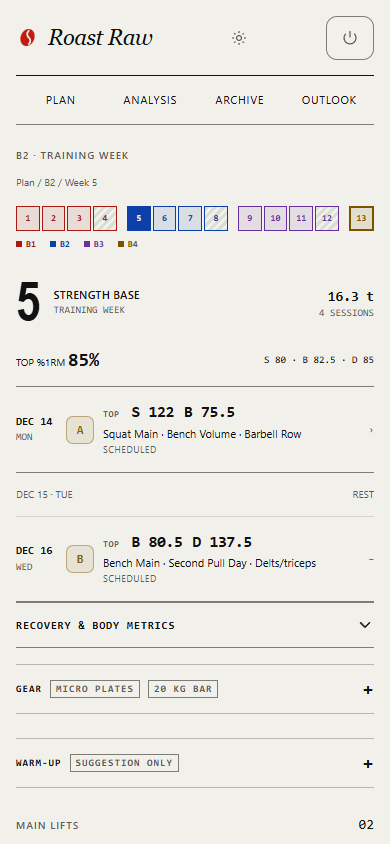 Roast Raw
PLAN ANALYSIS ARCHIVE OUTLOOK
B2 · TRAINING WEEK
Plan / B2 / Week 5
1 2 3 4 5 6 7 8 9 10 11 12 13
B1 B2 B3 B4
5 STRENGTH BASE 16.3 t
TRAINING WEEK 4 SESSIONS
TOP %1RM 85% S 80 · B 82.5 · D 85
DEC 14 MON A TOP S 122 B 75.5 ›
Squat Main · Bench Volume · Barbell Row
SCHEDULED
DEC 15 · TUE REST
DEC 16 WED B TOP B 80.5 D 137.5 –
Bench Main · Second Pull Day · Delts/triceps
SCHEDULED
RECOVERY & BODY METRICS
GEAR MICRO PLATES 20 KG BAR +
WARM-UP SUGGESTION ONLY +
MAIN LIFTS 02